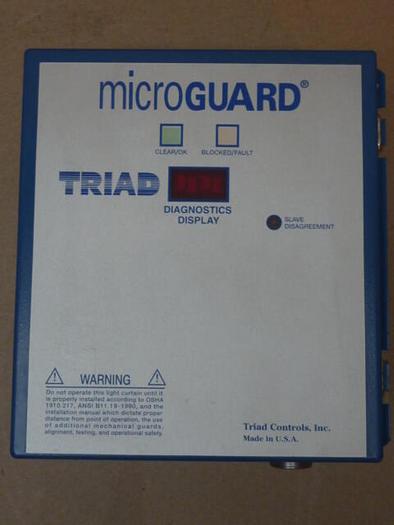 microGUARD®
CLEAR/OK BLOCKED/FAULT
TRIAD
DIAGNOSTICS
DISPLAY
SLAVE
DISAGREEMENT
WARNING
Do not operate this light curtain until it
is properly installed according to OSHA
1910.217, ANSI B11.19-1990, and the
installation manual which dictate proper
distance from point of operation, the use
of additional mechanical guards,
alignment, testing, and operational safety.
Triad Controls, Inc.
Made in U.S.A.